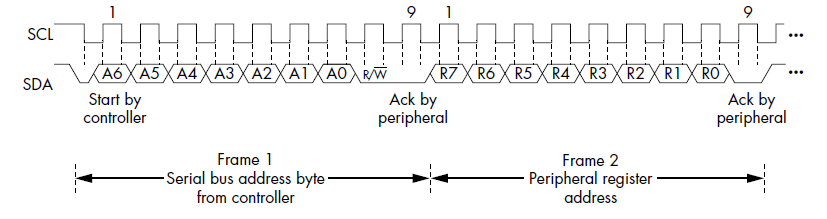 1 9 1 9
SCL ...
SDA A6 A5 A4 A3 A2 A1 A0 R/W̅ R7 R6 R5 R4 R3 R2 R1 R0 ...
Start by Ack by Ack by
controller peripheral peripheral
Frame 1 Frame 2
Serial bus address byte Peripheral register
from controller address